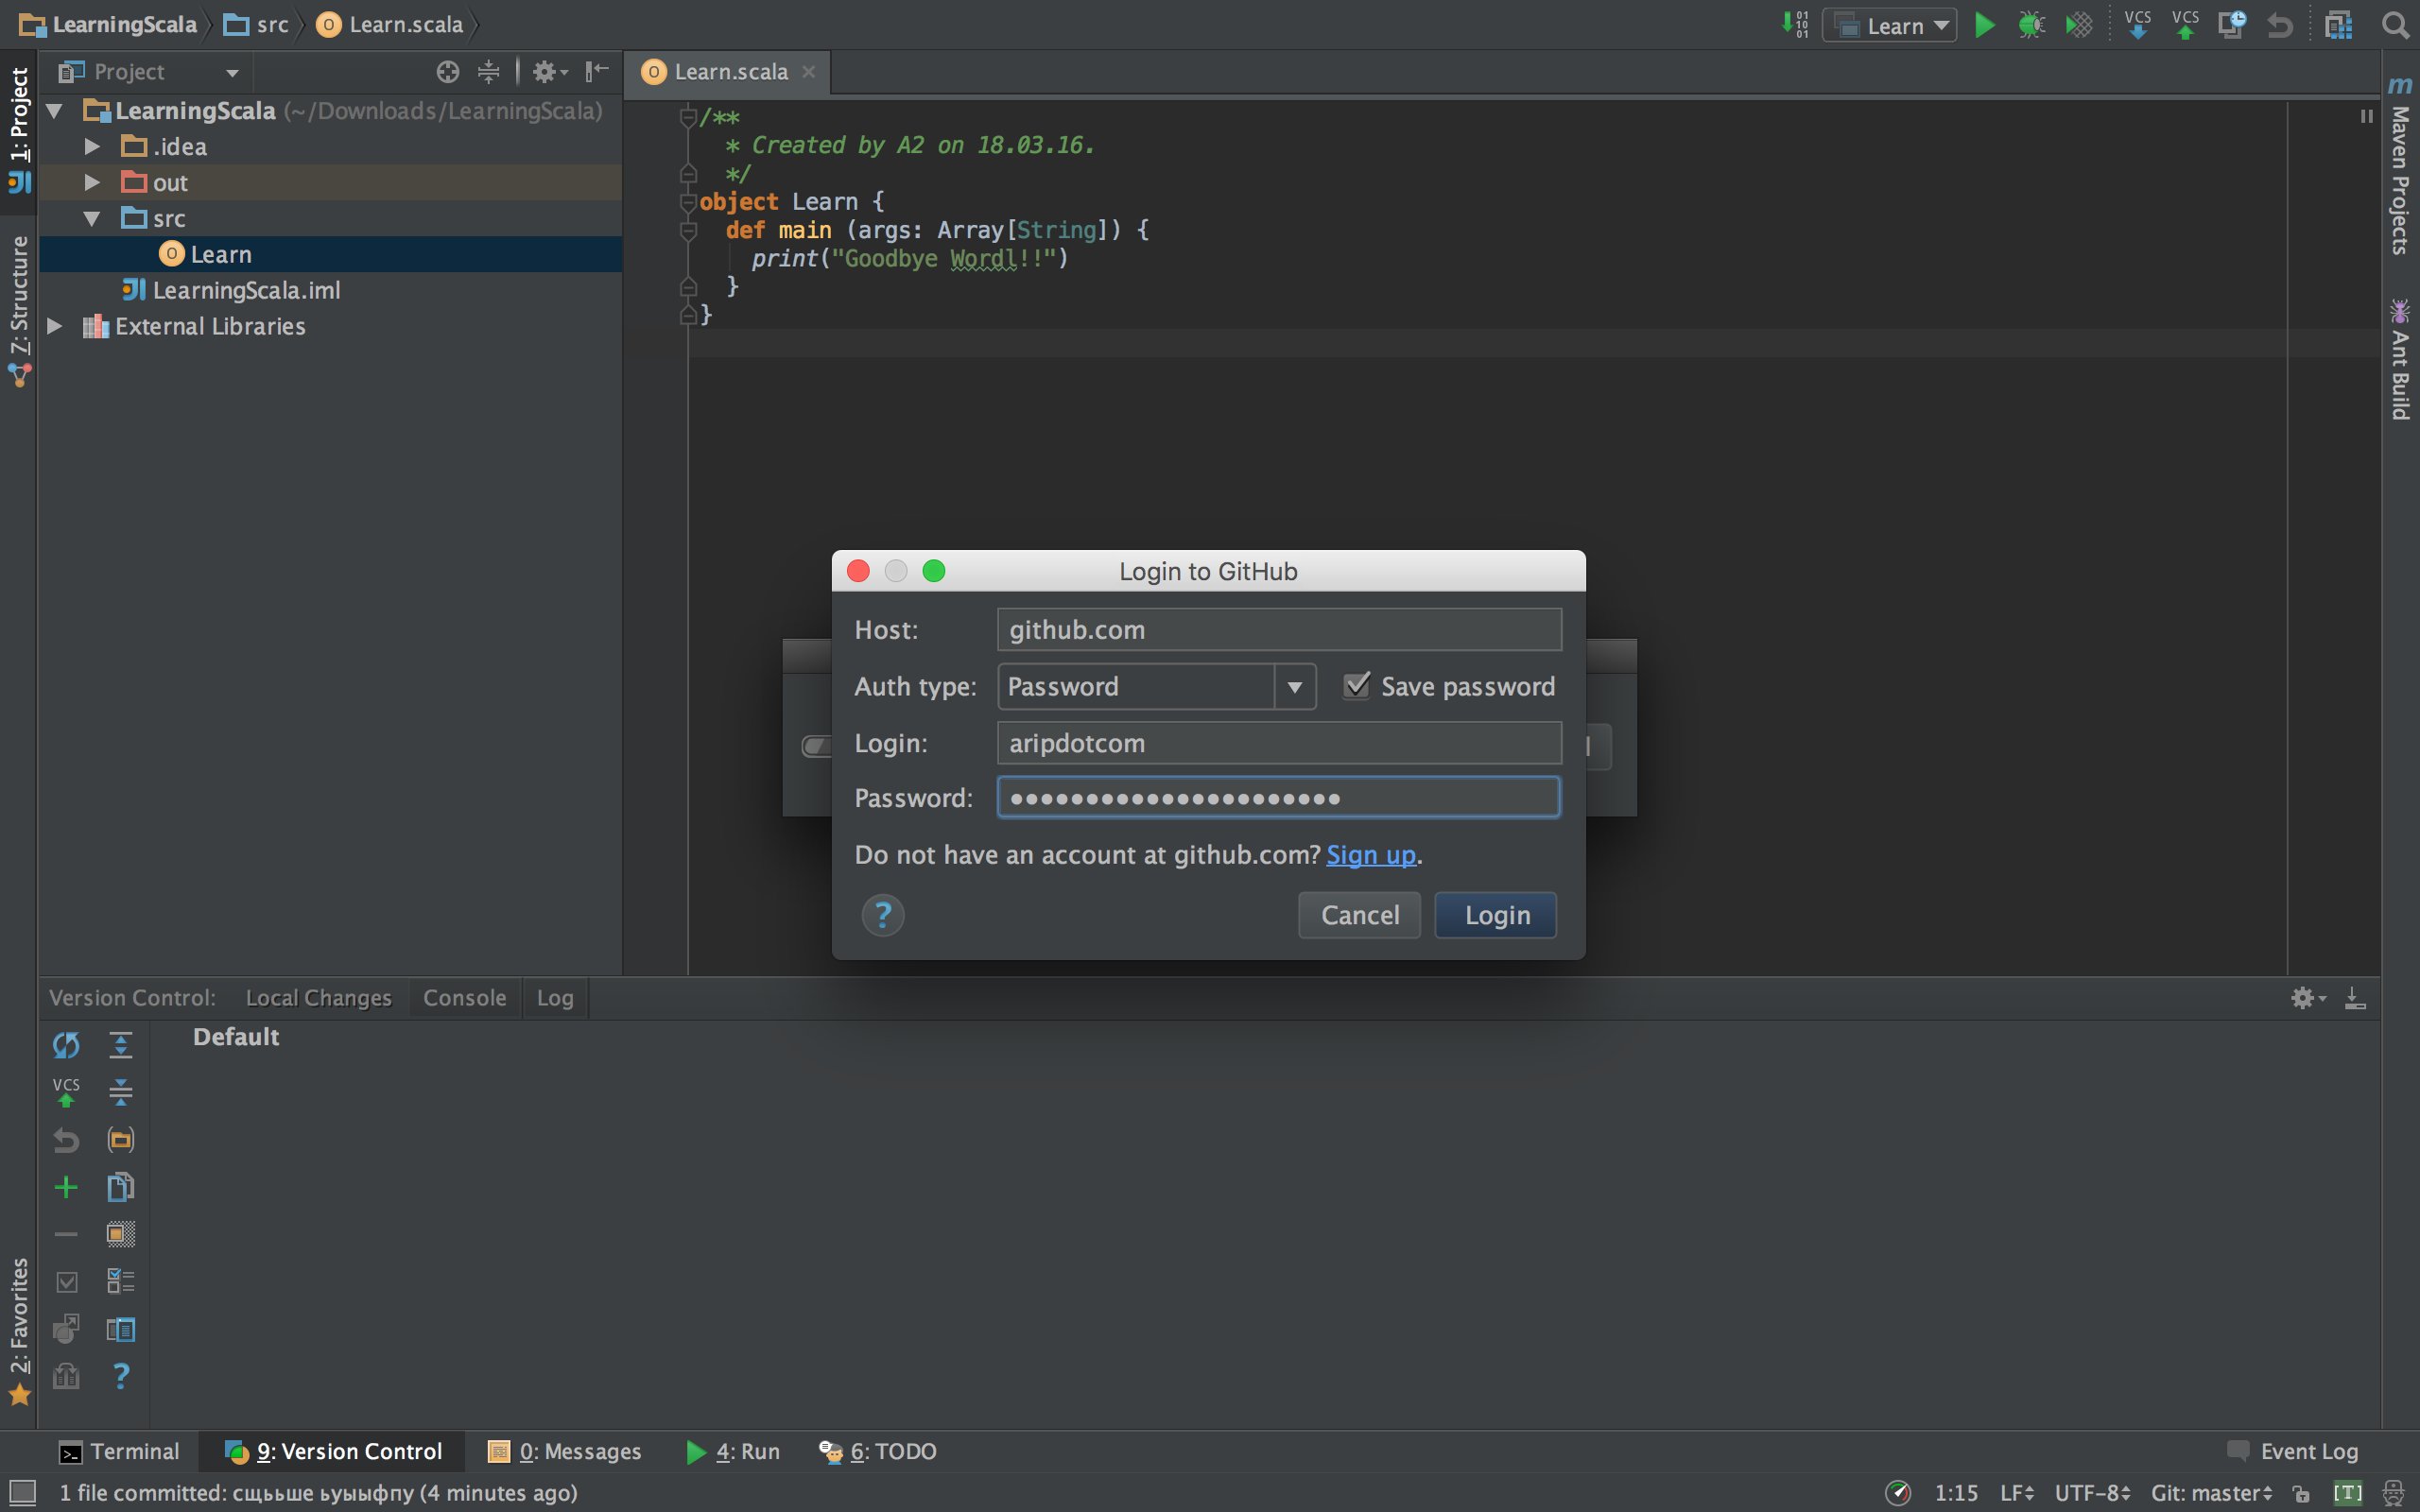 LearningScala src Learn.scala
Learn
VCS VCS
1: Project
7: Structure
2: Favorites
Project
LearningScala (~/Downloads/LearningScala)
.idea
out
src
Learn
LearningScala.iml
External Libraries
Learn.scala
/**
* Created by A2 on 18.03.16.
*/
object Learn {
def main (args: Array[String]) {
print("Goodbye Wordl!!")
}
}
m Maven Projects
Ant Build
Login to GitHub
Host: github.com
Auth type: Password Save password
Login: aripdotcom
Password: ••••••••••••••••••••••
Do not have an account at github.com? Sign up.
? Cancel Login
Version Control: Local Changes Console Log
Default
VCS
?
Terminal 9: Version Control 0: Messages 4: Run 6: TODO Event Log
1 file committed: сщььше ьуыыфпу (4 minutes ago) 1:15 LF UTF-8 Git: master [T]